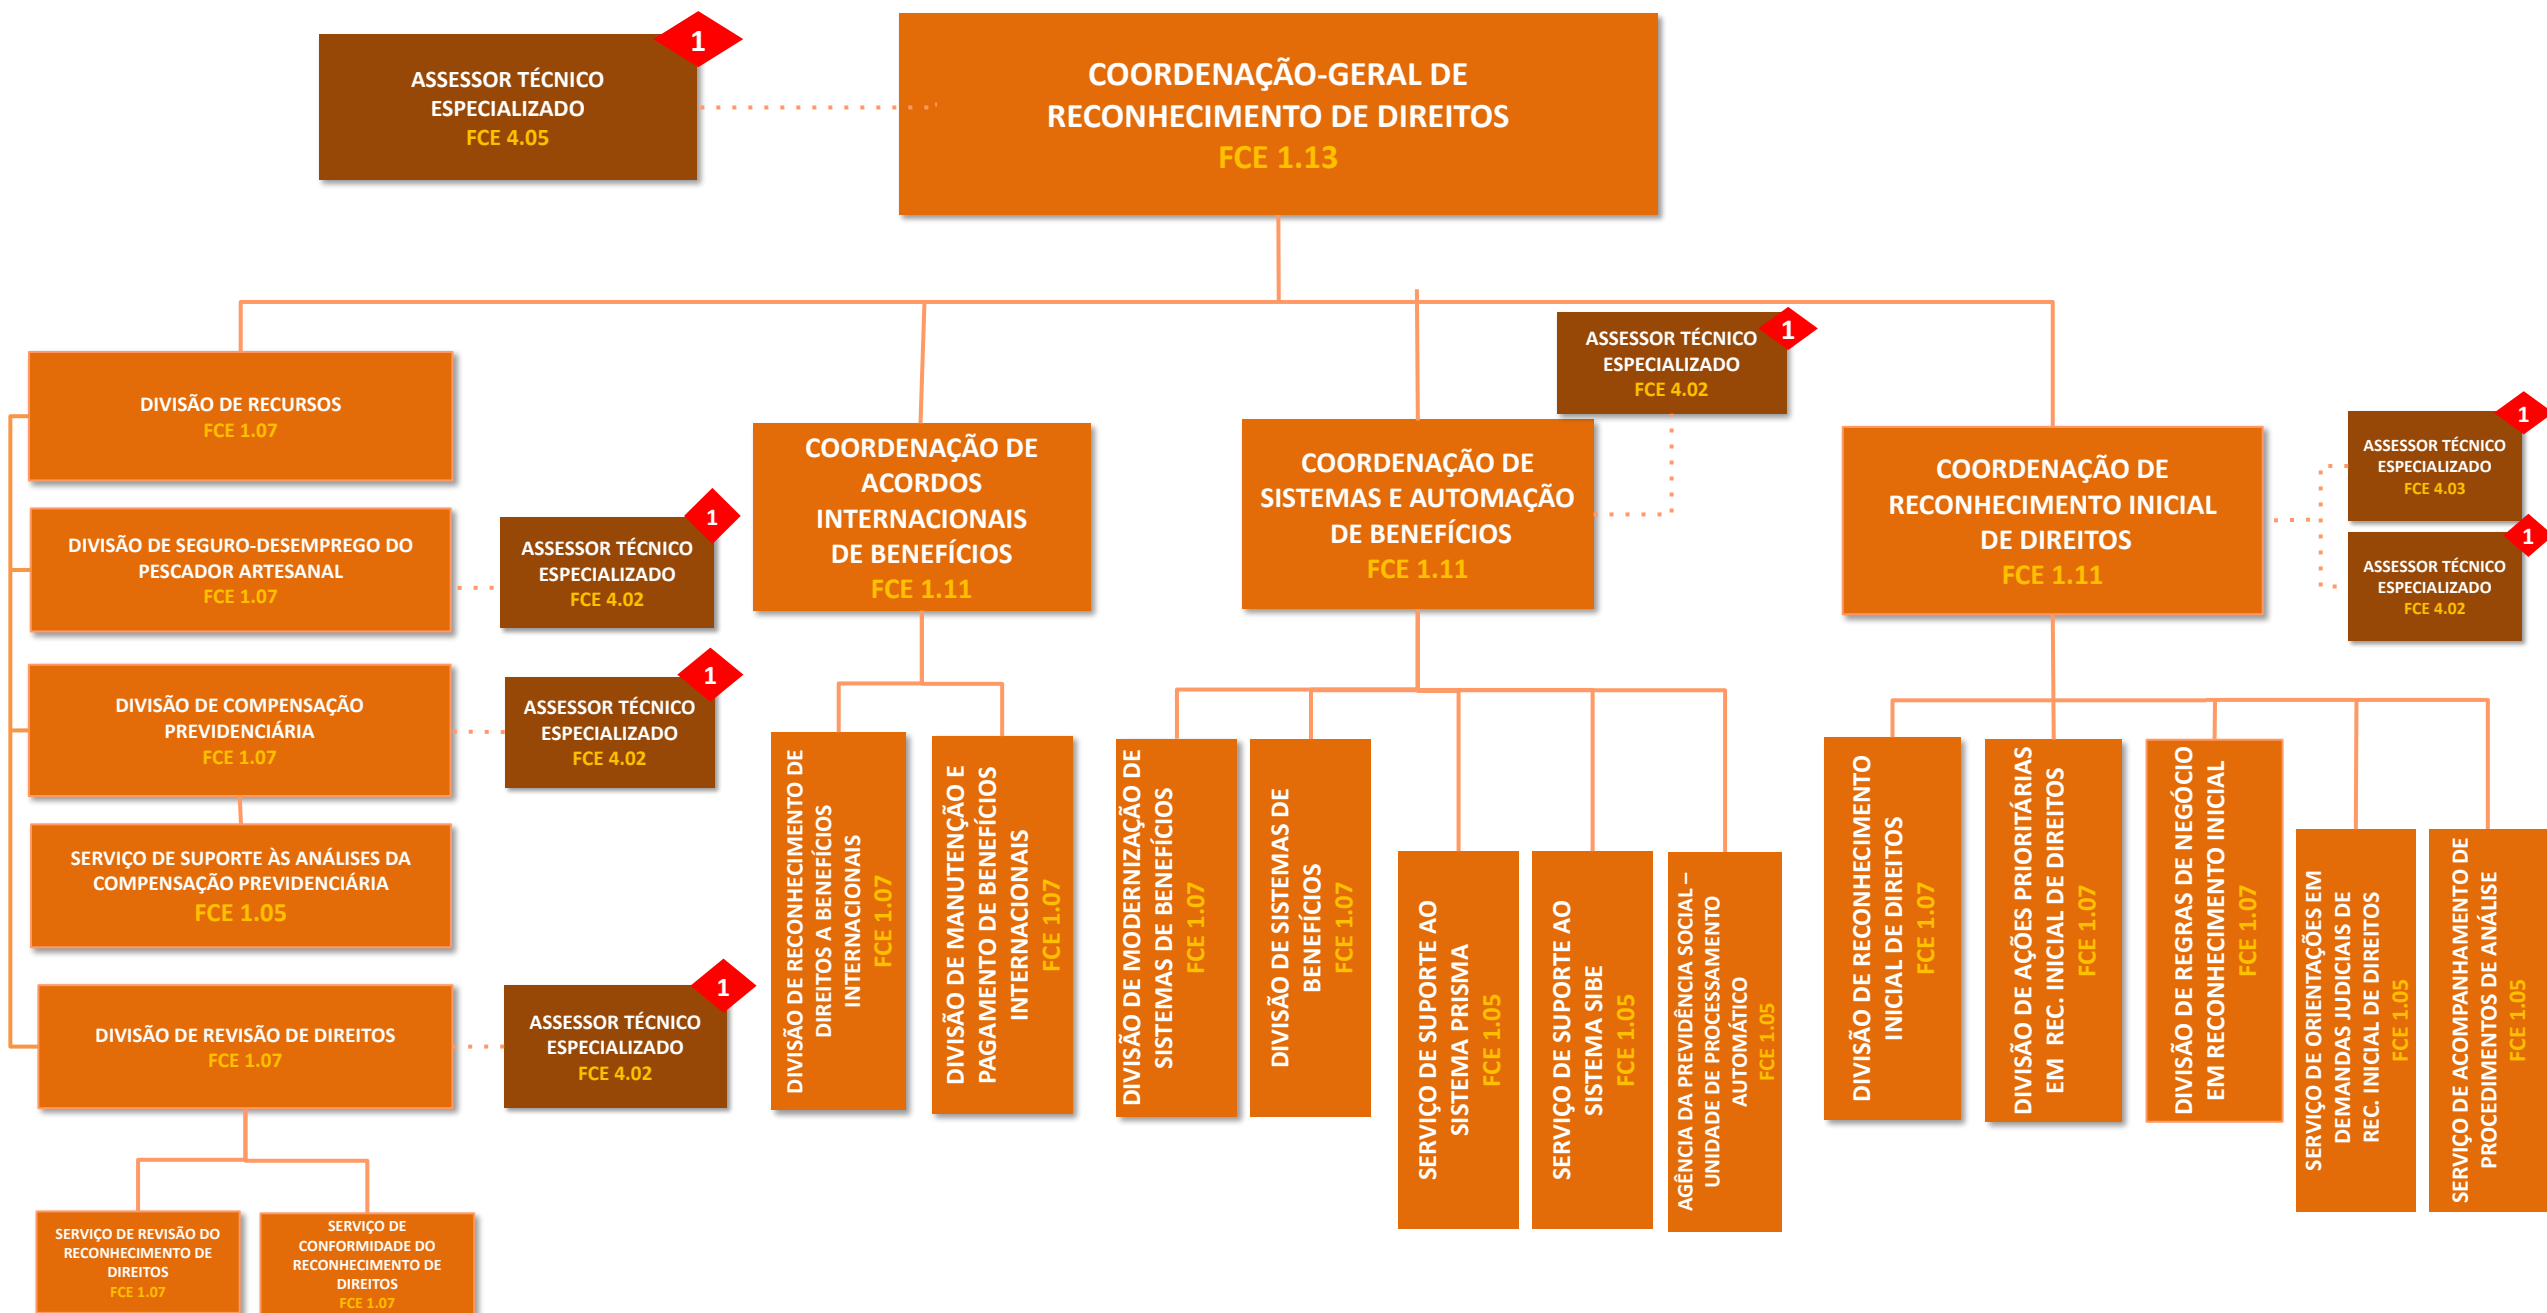 ASSESSOR TÉCNICO
ESPECIALIZADO
FCE 4.05
1
COORDENAÇÃO-GERAL DE
RECONHECIMENTO DE DIREITOS
FCE 1.13
DIVISÃO DE RECURSOS
FCE 1.07
DIVISÃO DE SEGURO-DESEMPREGO DO
PESCADOR ARTESANAL
FCE 1.07
ASSESSOR TÉCNICO
ESPECIALIZADO
FCE 4.02
1
DIVISÃO DE COMPENSAÇÃO
PREVIDENCIÁRIA
FCE 1.07
ASSESSOR TÉCNICO
ESPECIALIZADO
FCE 4.02
1
SERVIÇO DE SUPORTE ÀS ANÁLISES DA
COMPENSAÇÃO PREVIDENCIÁRIA
FCE 1.05
DIVISÃO DE REVISÃO DE DIREITOS
FCE 1.07
ASSESSOR TÉCNICO
ESPECIALIZADO
FCE 4.02
1
SERVIÇO DE REVISÃO DO
RECONHECIMENTO DE
DIREITOS
FCE 1.07
SERVIÇO DE
CONFORMIDADE DO
RECONHECIMENTO DE
DIREITOS
FCE 1.07
COORDENAÇÃO DE
ACORDOS
INTERNACIONAIS
DE BENEFÍCIOS
FCE 1.11
DIVISÃO DE RECONHECIMENTO DE
DIREITOS A BENEFÍCIOS
INTERNACIONAIS
FCE 1.07
DIVISÃO DE MANUTENÇÃO E
PAGAMENTO DE BENEFÍCIOS
INTERNACIONAIS
FCE 1.07
COORDENAÇÃO DE
SISTEMAS E AUTOMAÇÃO
DE BENEFÍCIOS
FCE 1.11
ASSESSOR TÉCNICO
ESPECIALIZADO
FCE 4.02
1
DIVISÃO DE MODERNIZAÇÃO DE
SISTEMAS DE BENEFÍCIOS
FCE 1.07
DIVISÃO DE SISTEMAS DE
BENEFÍCIOS
FCE 1.07
SERVIÇO DE SUPORTE AO
SISTEMA PRISMA
FCE 1.05
SERVIÇO DE SUPORTE AO
SISTEMA SIBE
FCE 1.05
AGÊNCIA DA PREVIDÊNCIA SOCIAL –
UNIDADE DE PROCESSAMENTO
AUTOMÁTICO
FCE 1.05
COORDENAÇÃO DE
RECONHECIMENTO INICIAL
DE DIREITOS
FCE 1.11
ASSESSOR TÉCNICO
ESPECIALIZADO
FCE 4.03
1
ASSESSOR TÉCNICO
ESPECIALIZADO
FCE 4.02
1
DIVISÃO DE RECONHECIMENTO
INICIAL DE DIREITOS
FCE 1.07
DIVISÃO DE AÇÕES PRIORITÁRIAS
EM REC. INICIAL DE DIREITOS
FCE 1.07
DIVISÃO DE REGRAS DE NEGÓCIO
EM RECONHECIMENTO INICIAL
FCE 1.07
SERVIÇO DE ORIENTAÇÕES EM
DEMANDAS JUDICIAIS DE
REC. INICIAL DE DIREITOS
FCE 1.05
SERVIÇO DE ACOMPANHAMENTO DE
PROCEDIMENTOS DE ANÁLISE
FCE 1.05